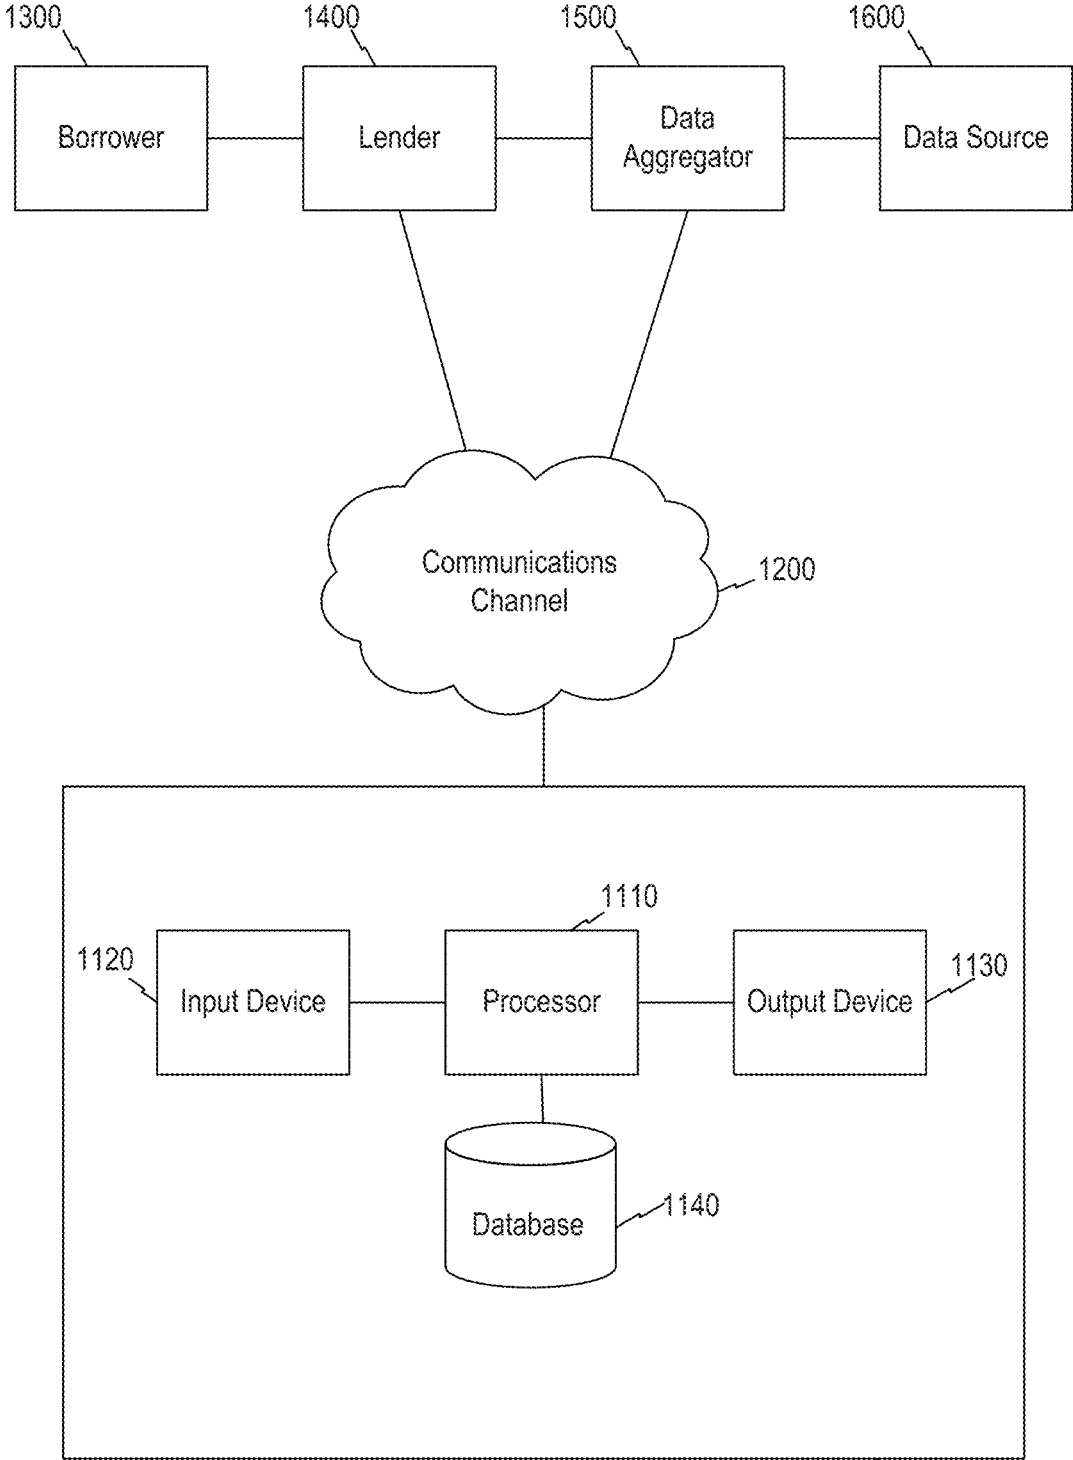 1300
1400
1500
1600
Borrower
Lender
Data
Aggregator
Data Source
Communications
Channel
1200
1110
1120
1130
Input Device
Processor
Output Device
Database
1140